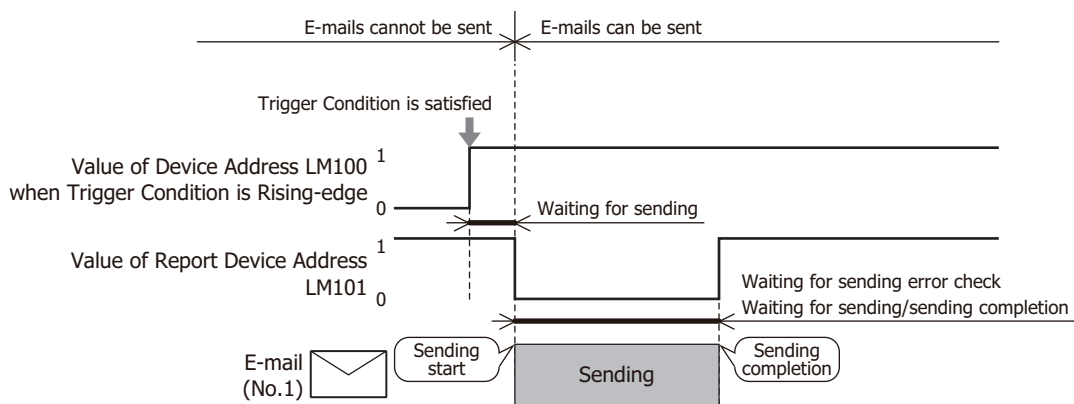 E-mails cannot be sent
E-mails can be sent
Trigger Condition is satisfied
Value of Device Address LM100
when Trigger Condition is Rising-edge
1
0
Waiting for sending
Value of Report Device Address
LM101
1
0
Waiting for sending error check
Waiting for sending/sending completion
E-mail
(No.1)
Sending
start
Sending
Sending
completion